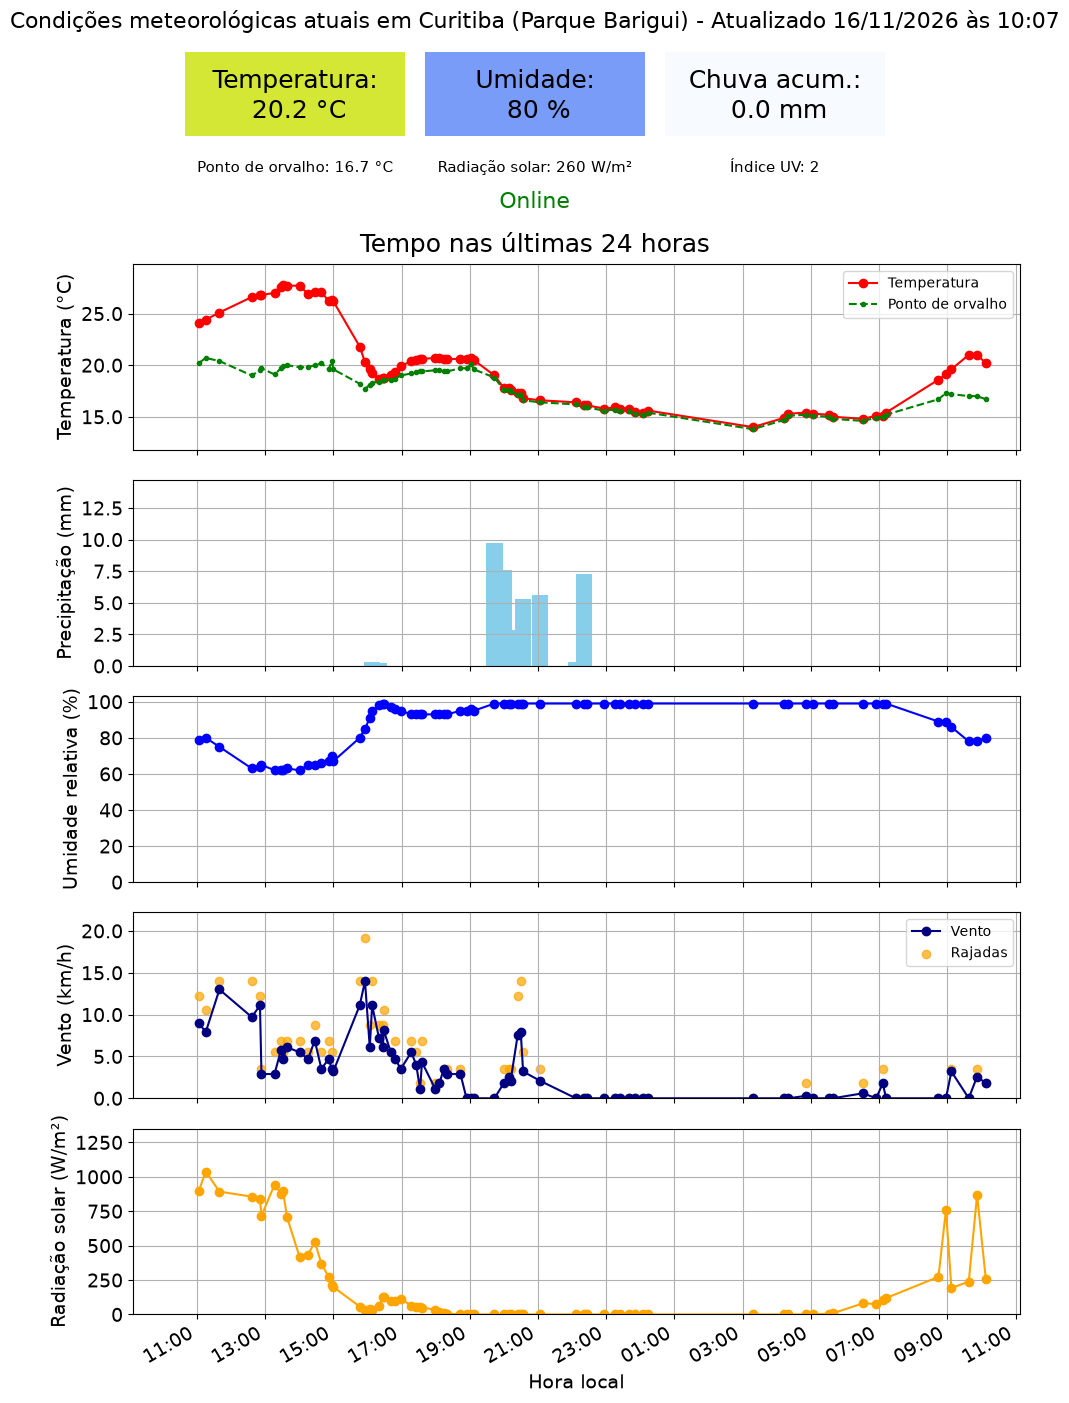 Condições meteorológicas atuais em Curitiba (Parque Barigui) - Atualizado 16/11/2026 às 10:07
Temperatura:
20.2 °C
Umidade:
80 %
Chuva acum.:
0.0 mm
Ponto de orvalho: 16.7 °C
Radiação solar: 260 W/m²
Índice UV: 2
Online
Tempo nas últimas 24 horas
Temperatura (°C)
25.0
20.0
15.0
Temperatura
Ponto de orvalho
Precipitação (mm)
12.5
10.0
7.5
5.0
2.5
0.0
Umidade relativa (%)
100
80
60
40
20
0
Vento (km/h)
20.0
15.0
10.0
5.0
0.0
Vento
Rajadas
Radiação solar (W/m²)
1250
1000
750
500
250
0
11:00
13:00
15:00
17:00
19:00
21:00
23:00
01:00
03:00
05:00
07:00
09:00
11:00
Hora local